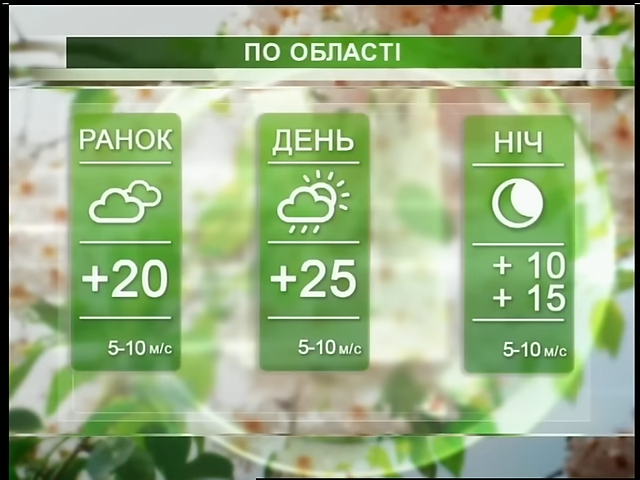 ПО ОБЛАСТІ
РАНОК
+20
5-10 м/с
ДЕНЬ
+25
5-10 м/с
НІЧ
+ 10
+ 15
5-10 м/с